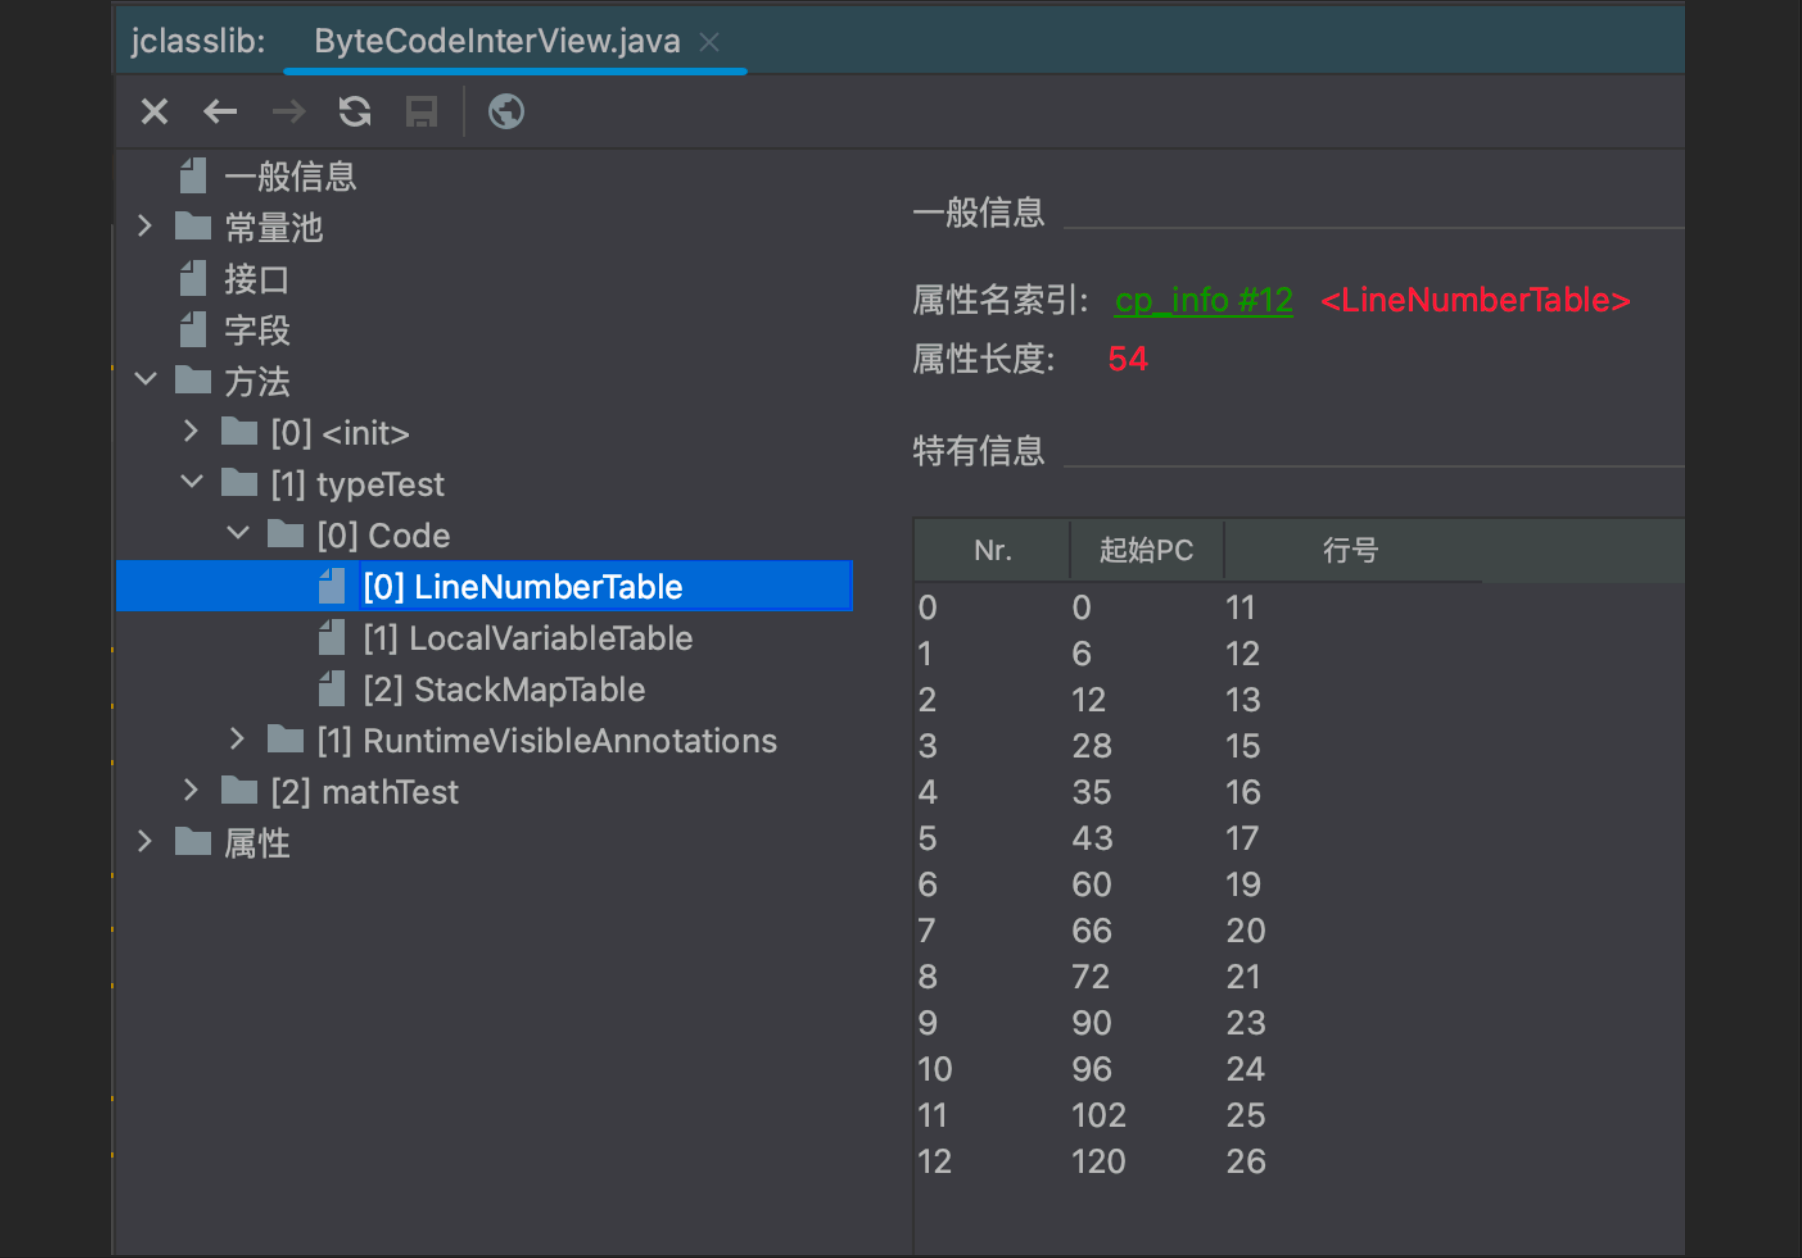 jclasslib: ByteCodeInterView.java
一般信息
常量池
接口
字段
方法
[0] <init>
[1] typeTest
[0] Code
[0] LineNumberTable
[1] LocalVariableTable
[2] StackMapTable
[1] RuntimeVisibleAnnotations
[2] mathTest
属性
一般信息
属性名索引: cp_info #12 <LineNumberTable>
属性长度: 54
特有信息
Nr. 起始PC 行号
0 0 11
1 6 12
2 12 13
3 28 15
4 35 16
5 43 17
6 60 19
7 66 20
8 72 21
9 90 23
10 96 24
11 102 25
12 120 26